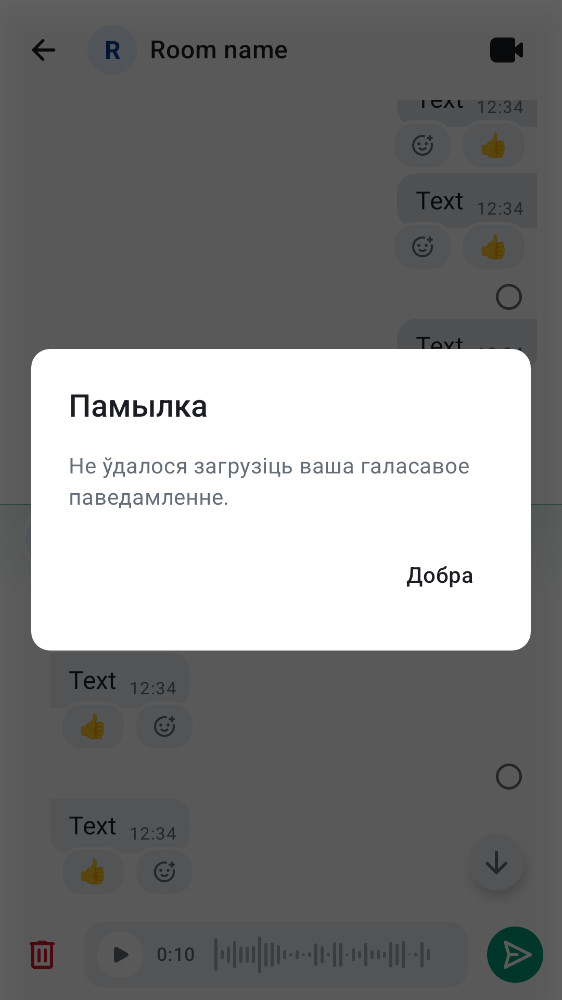 R Room name
Text 12:34
Text 12:34
Text
Памылка
Не ўдалося загрузіць ваша галасавое
паведамленне.
Добра
Text 12:34
Text 12:34
0:10